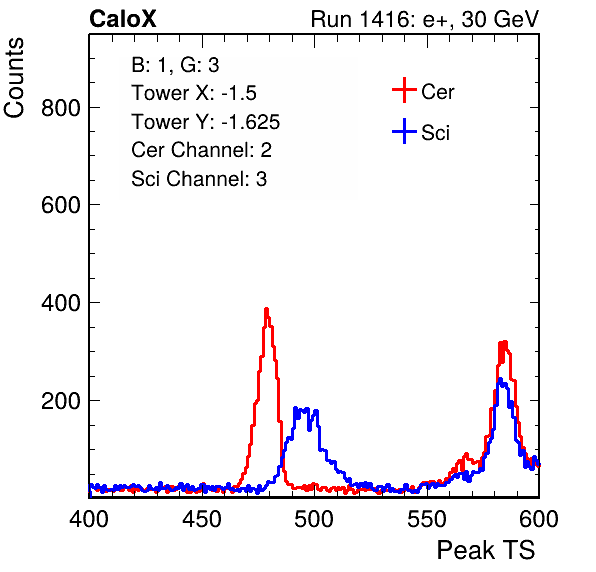 CaloX Run 1416: e+, 30 GeV
Counts
B: 1, G: 3
Tower X: -1.5
Tower Y: -1.625
Cer Channel: 2
Sci Channel: 3
Cer
Sci
800
600
400
200
400 450 500 550 600
Peak TS